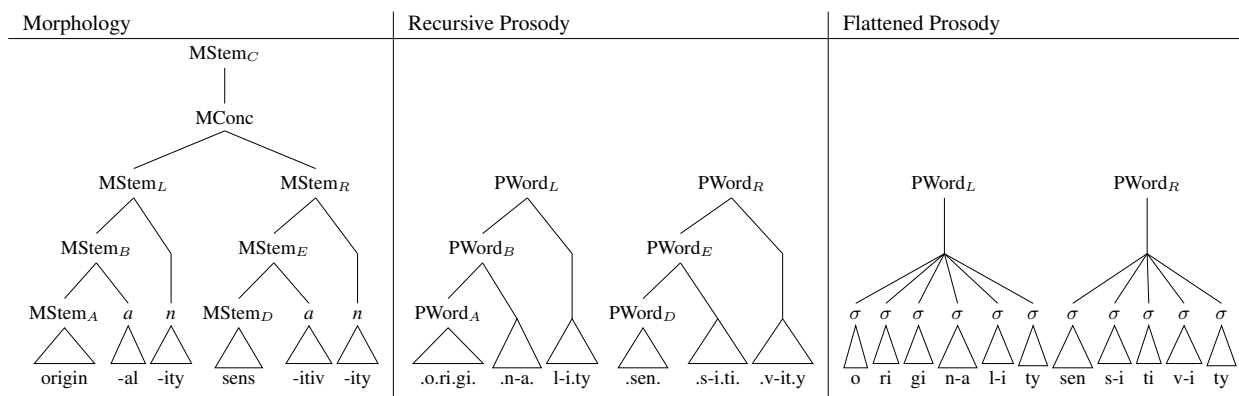 Morphology Recursive Prosody Flattened Prosody
MStem_C
MConc
MStem_L MStem_R PWord_L PWord_R PWord_L PWord_R
MStem_B MStem_E PWord_B PWord_E
MStem_A a n MStem_D a n PWord_A PWord_D σ σ σ σ σ σ σ σ σ σ σ
origin -al -ity sens -itiv -ity .o.ri.gi. .n-a. l-i.ty .sen. .s-i.ti. .v-it.y o ri gi n-a l-i ty sen s-i ti v-i ty